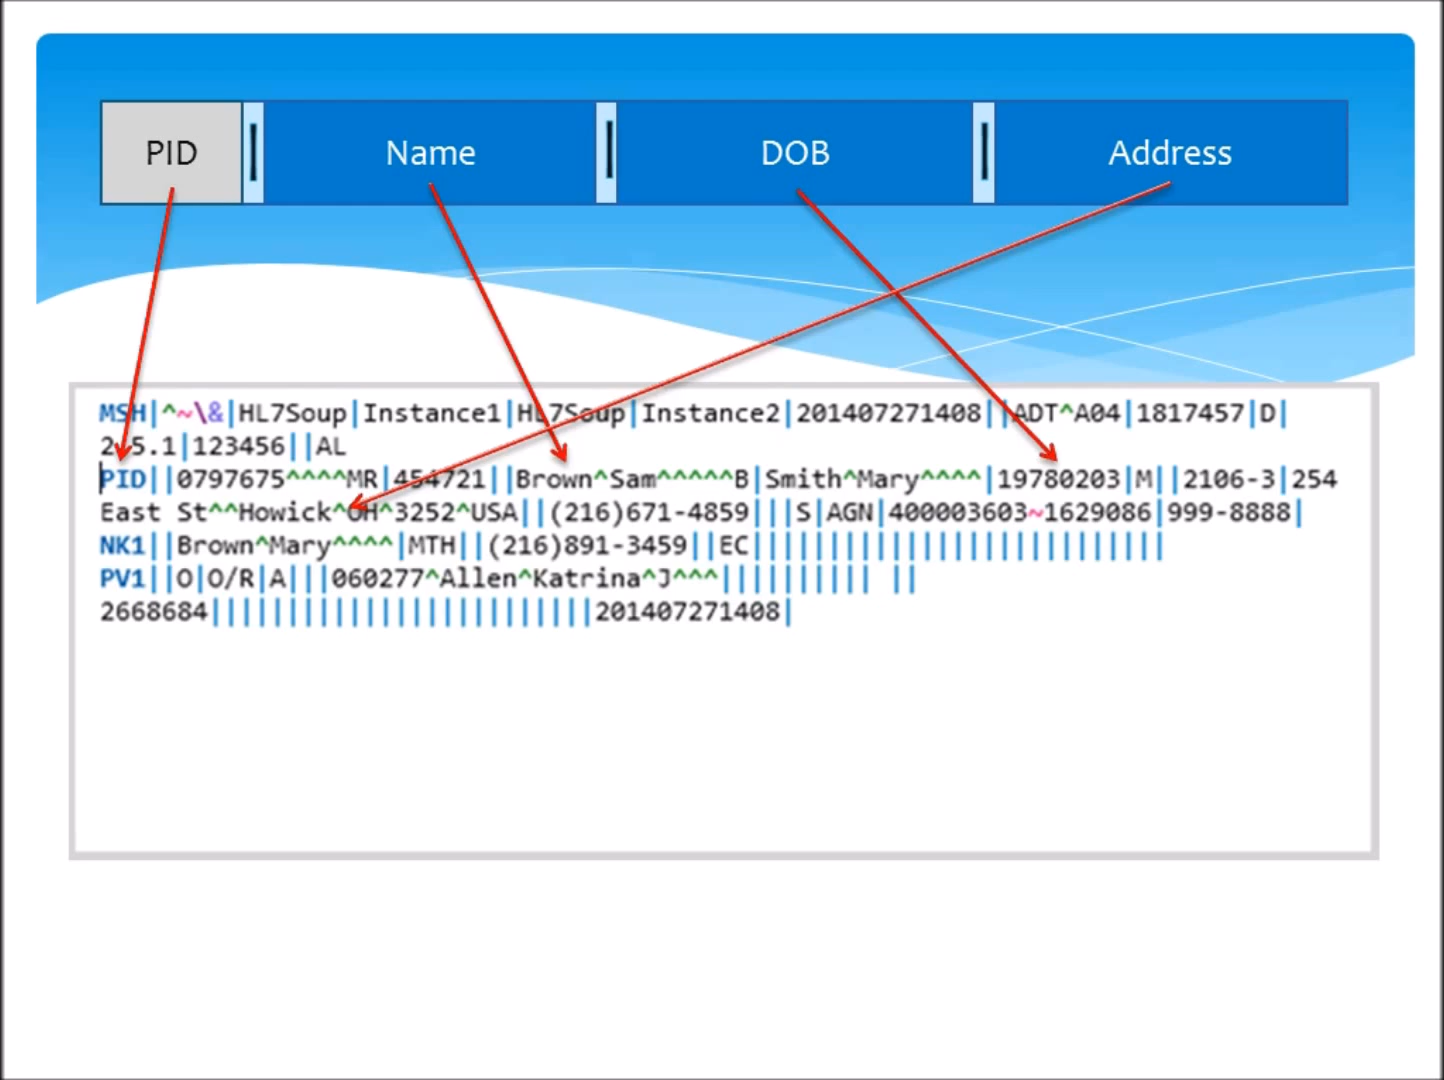 PID | Name | DOB | Address
MSH|^~\&|HL7Soup|Instance1|HL7Soup|Instance2|201407271408||ADT^A04|1817457|D|
2.5.1|123456||AL
PID||0797675^^^^MR|454721||Brown^Sam^^^^^B|Smith^Mary^^^^|19780203|M||2106-3|254
East St^^Howick^OH^3252^USA||(216)671-4859|||S|AGN|400003603~1629086|999-8888|
NK1||Brown^Mary^^^^|MTH||(216)891-3459||EC|||||||||||||||||||||||||||
PV1||O|O/R|A|||060277^Allen^Katrina^J^^^|||||||||| ||
2668684|||||||||||||||||||||||||201407271408|